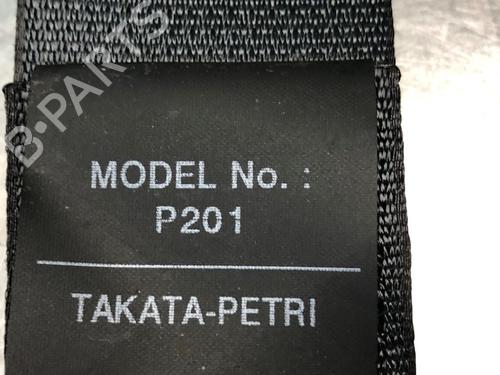 B-PARTS
MODEL No. :
P201
TAKATA-PETRI